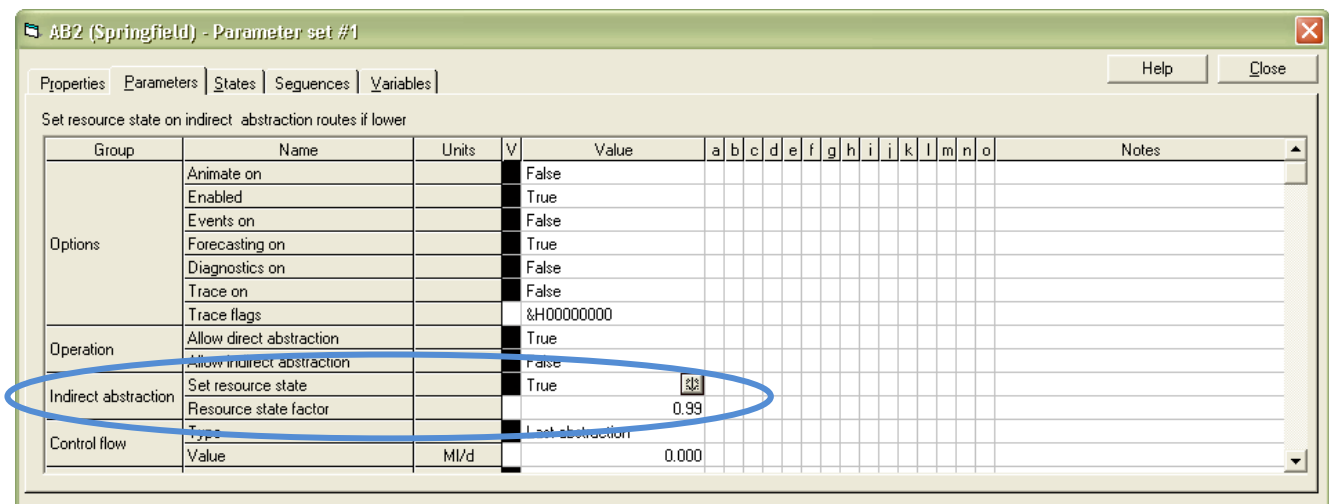 AB2 (Springfield) - Parameter set #1
Help Close
Properties Parameters States Sequences Variables
Set resource state on indirect abstraction routes if lower
Group Name Units V Value a b c d e f g h i j k l m n o Notes
Animate on False
Enabled True
Events on False
Options Forecasting on True
Diagnostics on False
Trace on False
Trace flags &H00000000
Operation Allow direct abstraction True
Allow indirect abstraction False
Indirect abstraction Set resource state True
Resource state factor 0.99
Control flow Type Last abstraction
Value Ml/d 0.000